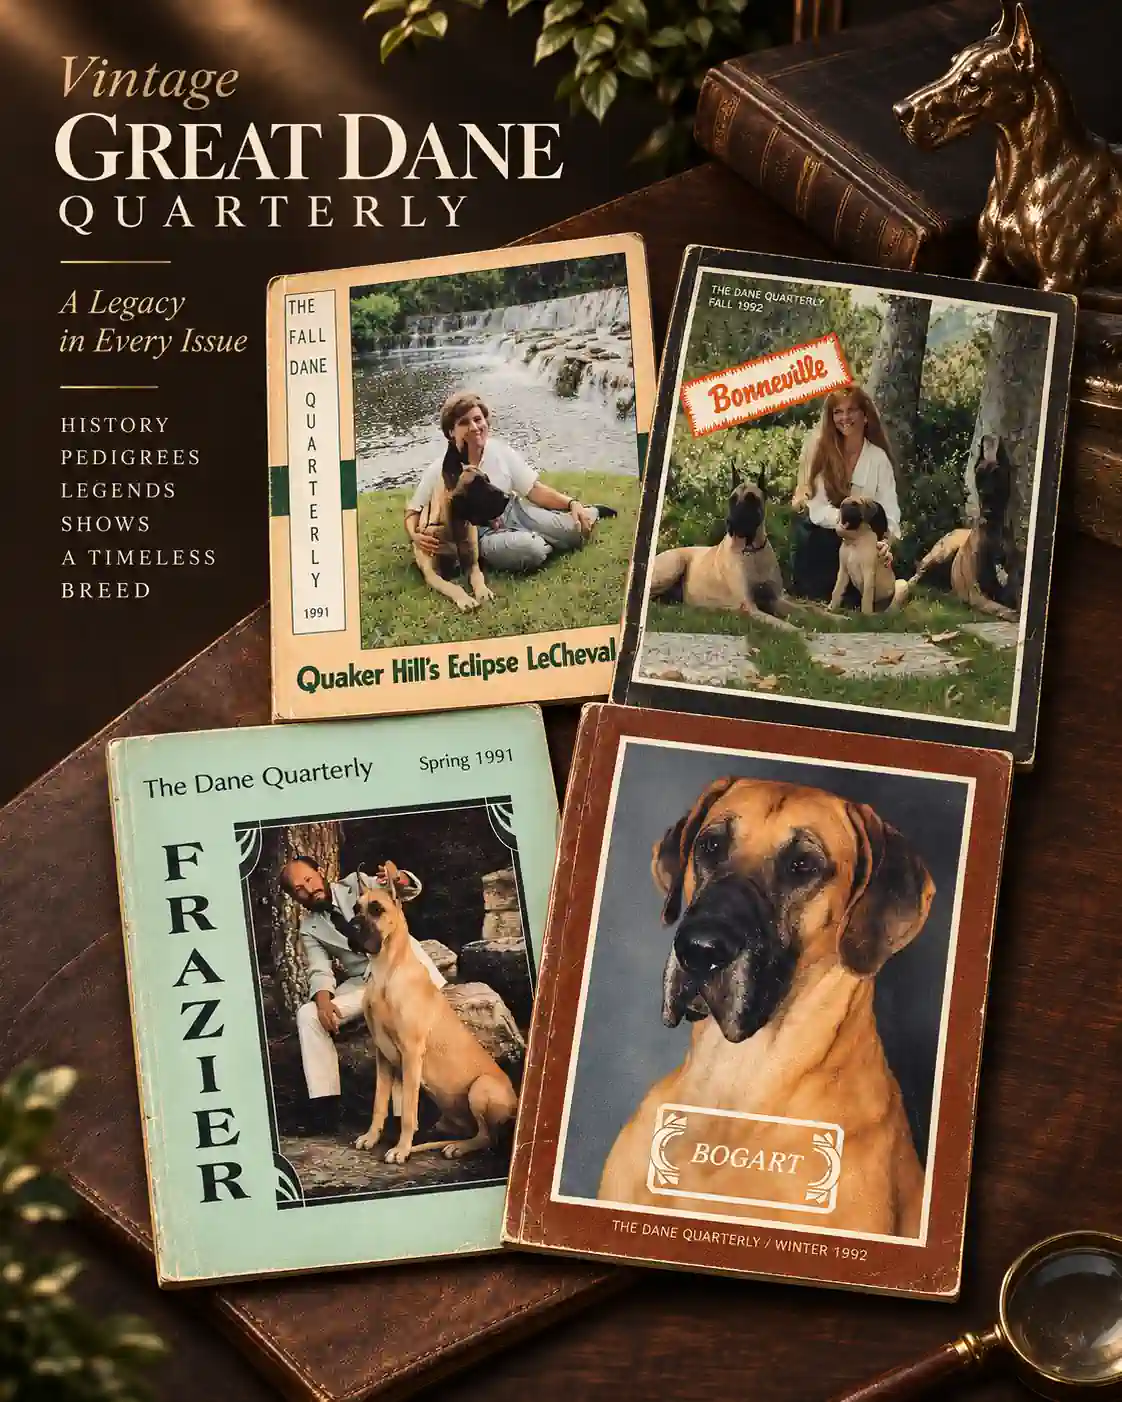 Vintage
GREAT DANE
QUARTERLY
A Legacy
in Every Issue
HISTORY
PEDIGREES
LEGENDS
SHOWS
A TIMELESS
BREED
THE
FALL
DANE
QUARTERLY
1991
Quaker Hill's Eclipse LeCheval
THE DANE QUARTERLY
FALL 1992
Bonneville
The Dane Quarterly
Spring 1991
FRAZIER
BOGART
THE DANE QUARTERLY / WINTER 1992